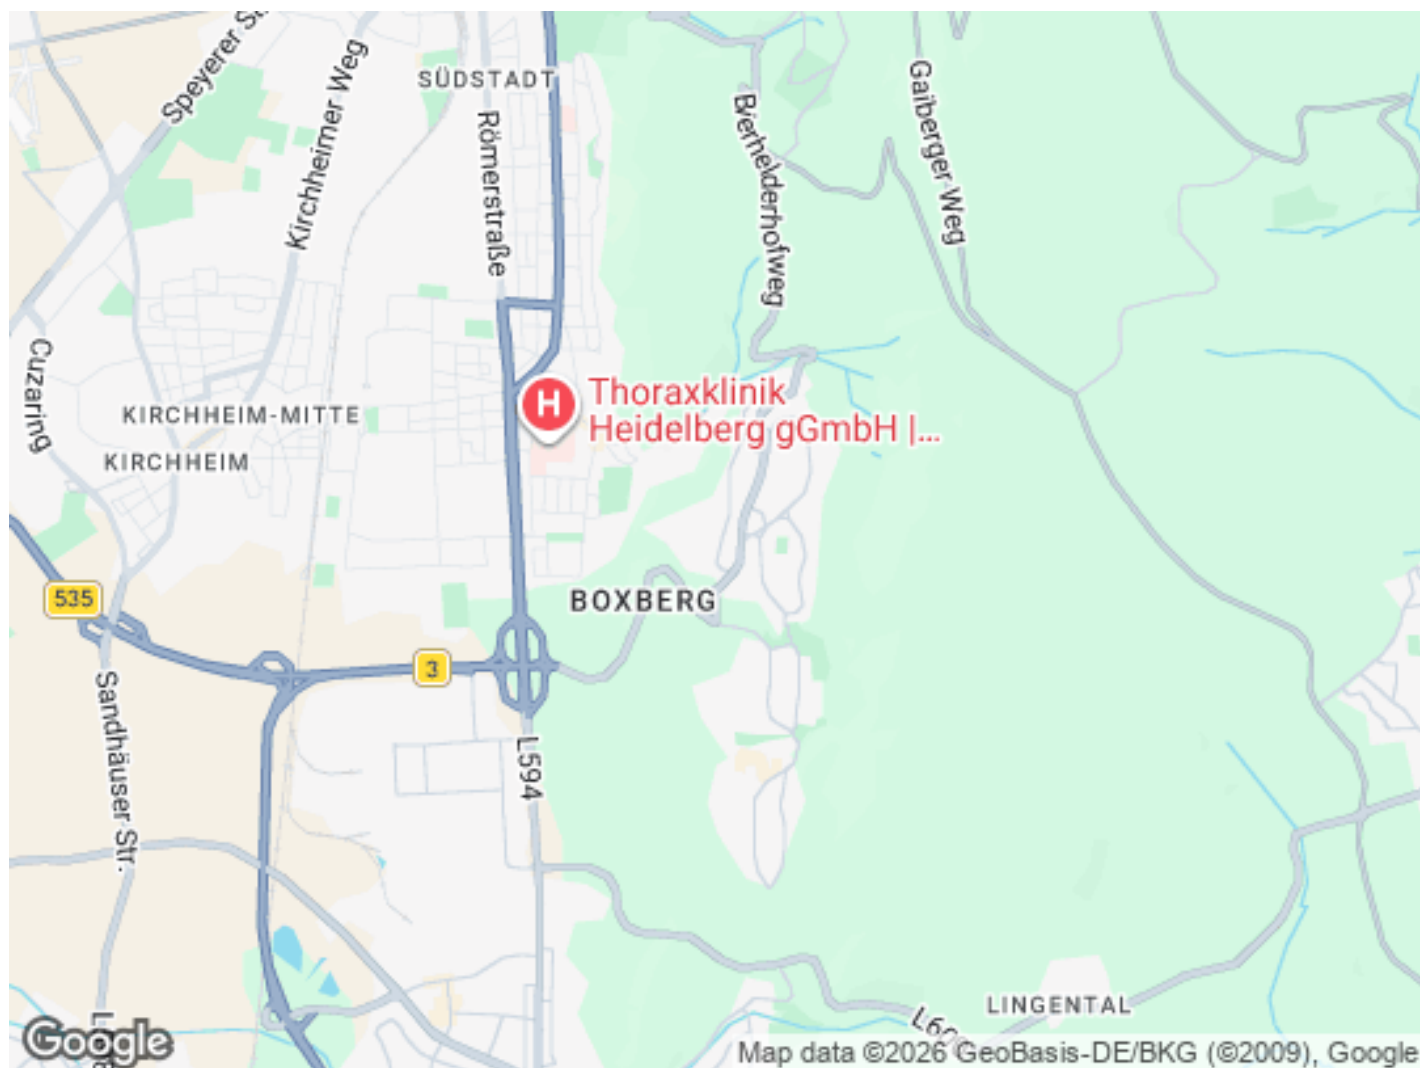 Speyerer St
Kirchheimer Weg
SÜDSTADT
Römerstraße
Bierhelderhofweg
Gaiberger Weg
Cuzaring
KIRCHHEIM-MITTE
KIRCHHEIM
Thoraxklinik
Heidelberg gGmbH |...
535
BOXBERG
3
Sandhäuser Str.
L594
LINGENTAL
Google
Map data ©2026 GeoBasis-DE/BKG (©2009), Google